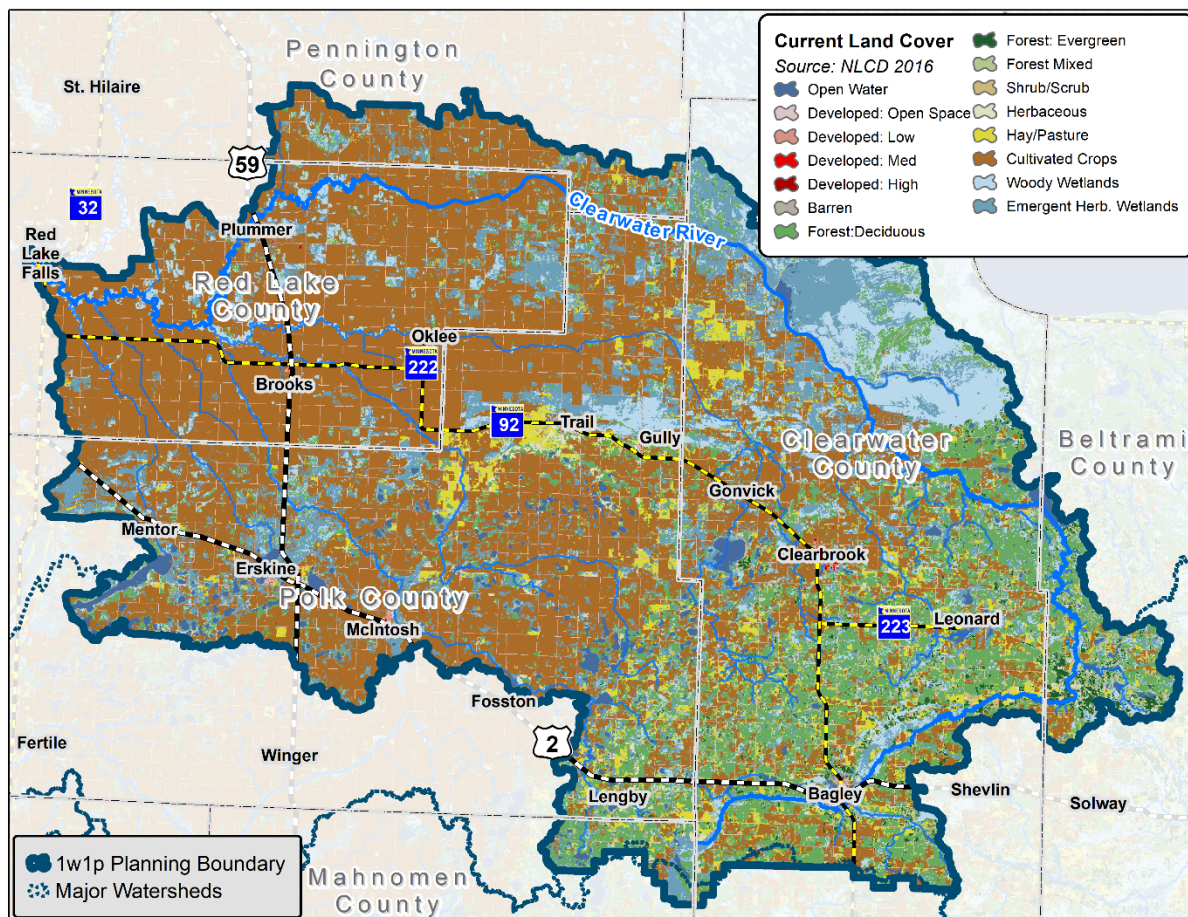 Pennington
County
St. Hilaire
59
MINNESOTA
32
Plummer
Clearwater River
Red
Lake
Falls
Red Lake
County
Oklee
MINNESOTA
222
Brooks
MINNESOTA
92
Trail
Gully
Clearwater
County
Beltrami
County
Gonvick
Mentor
Clearbrook
Erskine
Polk County
McIntosh
MINNESOTA
223
Leonard
Fosston
Fertile
Winger
2
Lengby
Bagley
Shevlin
Solway
Mahnomen
County
Current Land Cover
Source: NLCD 2016
Open Water
Developed: Open Space
Developed: Low
Developed: Med
Developed: High
Barren
Forest:Deciduous
Forest: Evergreen
Forest Mixed
Shrub/Scrub
Herbaceous
Hay/Pasture
Cultivated Crops
Woody Wetlands
Emergent Herb. Wetlands
1w1p Planning Boundary
Major Watersheds